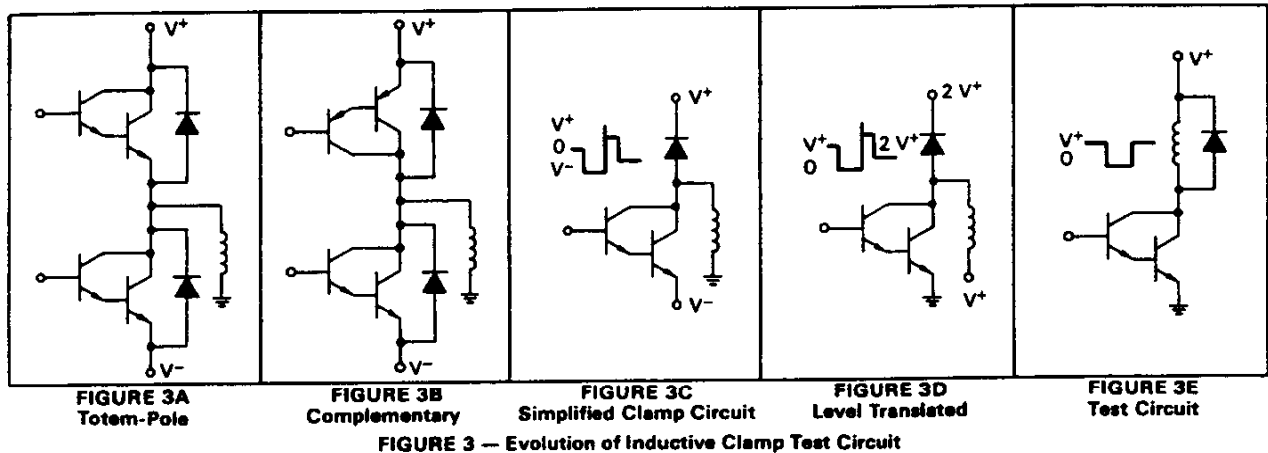 V+
V−
FIGURE 3A
Totem-Pole
V+
V−
FIGURE 3B
Complementary
V+
V+
0
V−
V−
FIGURE 3C
Simplified Clamp Circuit
2 V+
V+
2 V+
0
V+
FIGURE 3D
Level Translated
V+
V+
0
FIGURE 3E
Test Circuit
FIGURE 3 — Evolution of Inductive Clamp Test Circuit